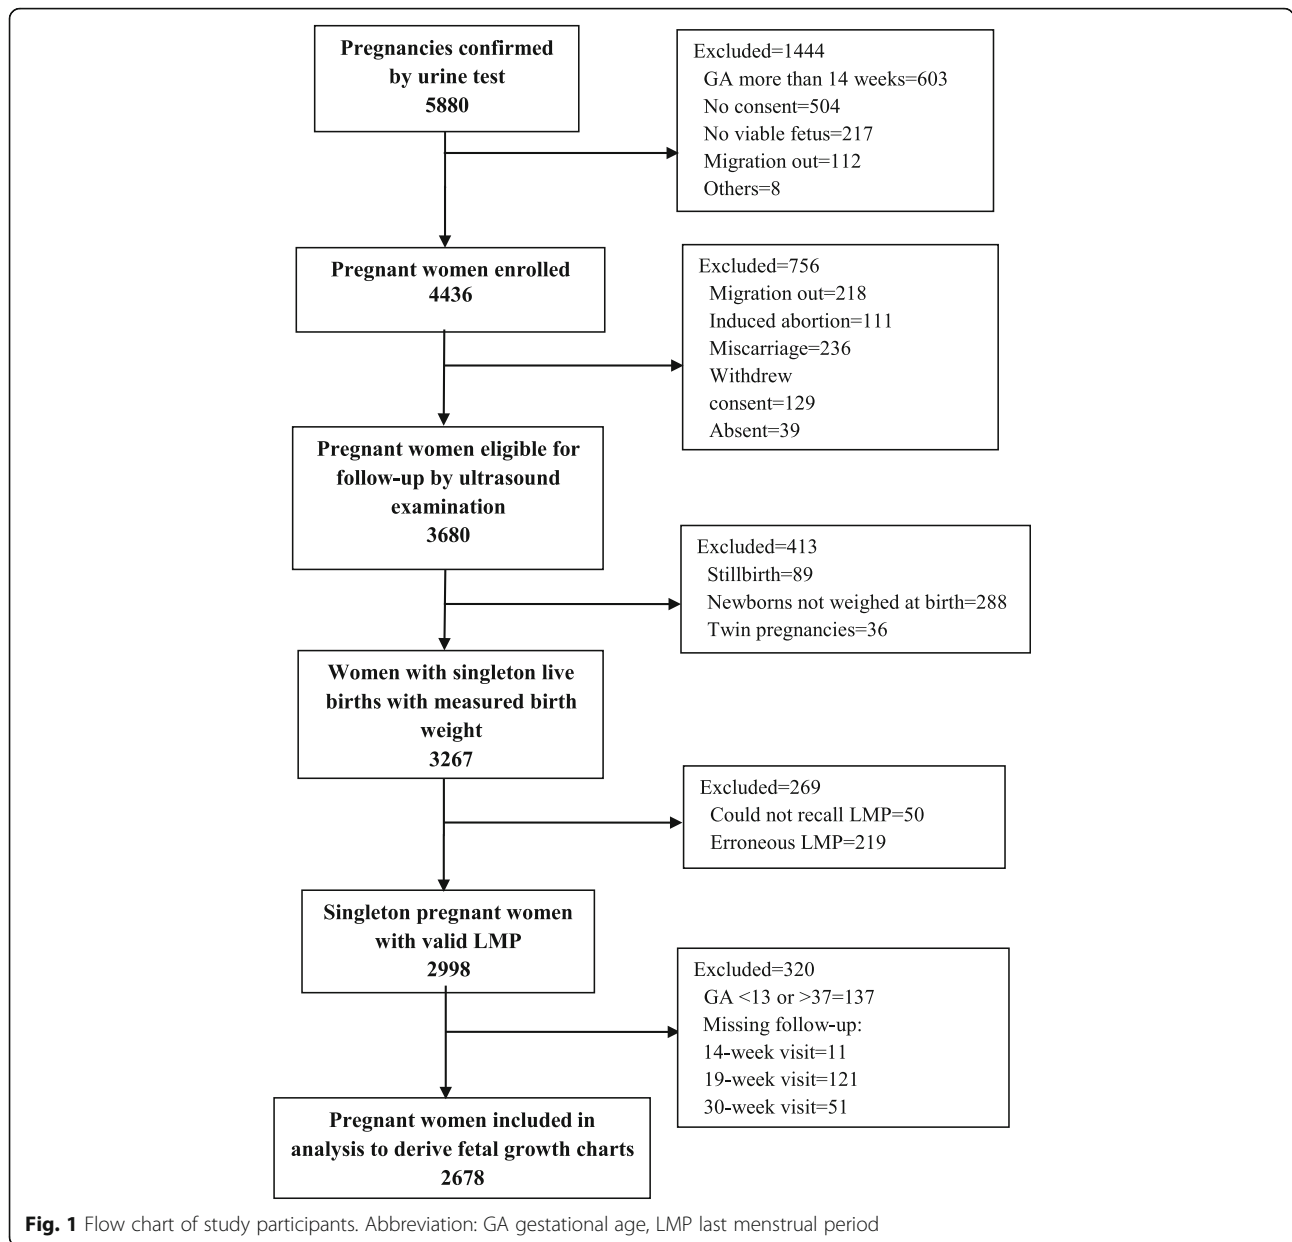 Pregnancies confirmed
by urine test
5880
Excluded=1444
GA more than 14 weeks=603
No consent=504
No viable fetus=217
Migration out=112
Others=8
Pregnant women enrolled
4436
Excluded=756
Migration out=218
Induced abortion=111
Miscarriage=236
Withdrew
consent=129
Absent=39
Pregnant women eligible for
follow-up by ultrasound
examination
3680
Excluded=413
Stillbirth=89
Newborns not weighed at birth=288
Twin pregnancies=36
Women with singleton live
births with measured birth
weight
3267
Excluded=269
Could not recall LMP=50
Erroneous LMP=219
Singleton pregnant women
with valid LMP
2998
Excluded=320
GA <13 or >37=137
Missing follow-up:
14-week visit=11
19-week visit=121
30-week visit=51
Pregnant women included in
analysis to derive fetal growth charts
2678
Fig. 1 Flow chart of study participants. Abbreviation: GA gestational age, LMP last menstrual period